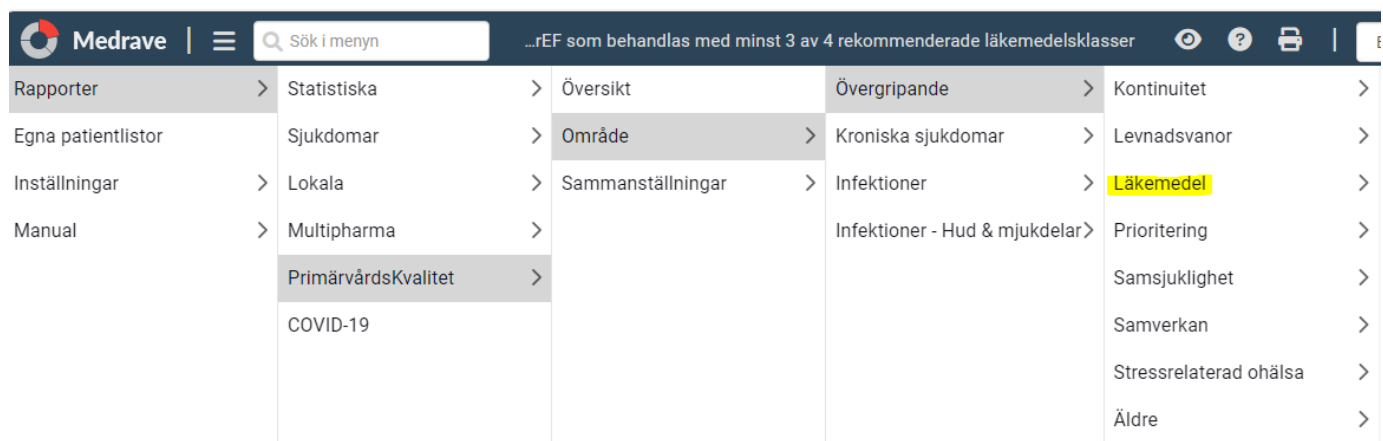 Medrave
Sök i menyn
...rEF som behandlas med minst 3 av 4 rekommenderade läkemedelsklasser
Rapporter
Egna patientlistor
Inställningar
Manual
Statistiska
Sjukdomar
Lokala
Multipharma
PrimärvårdsKvalitet
COVID-19
Översikt
Område
Sammanställningar
Övergripande
Kroniska sjukdomar
Infektioner
Infektioner - Hud & mjukdelar
Kontinuitet
Levnadsvanor
Läkemedel
Prioritering
Samsjuklighet
Samverkan
Stressrelaterad ohälsa
Äldre